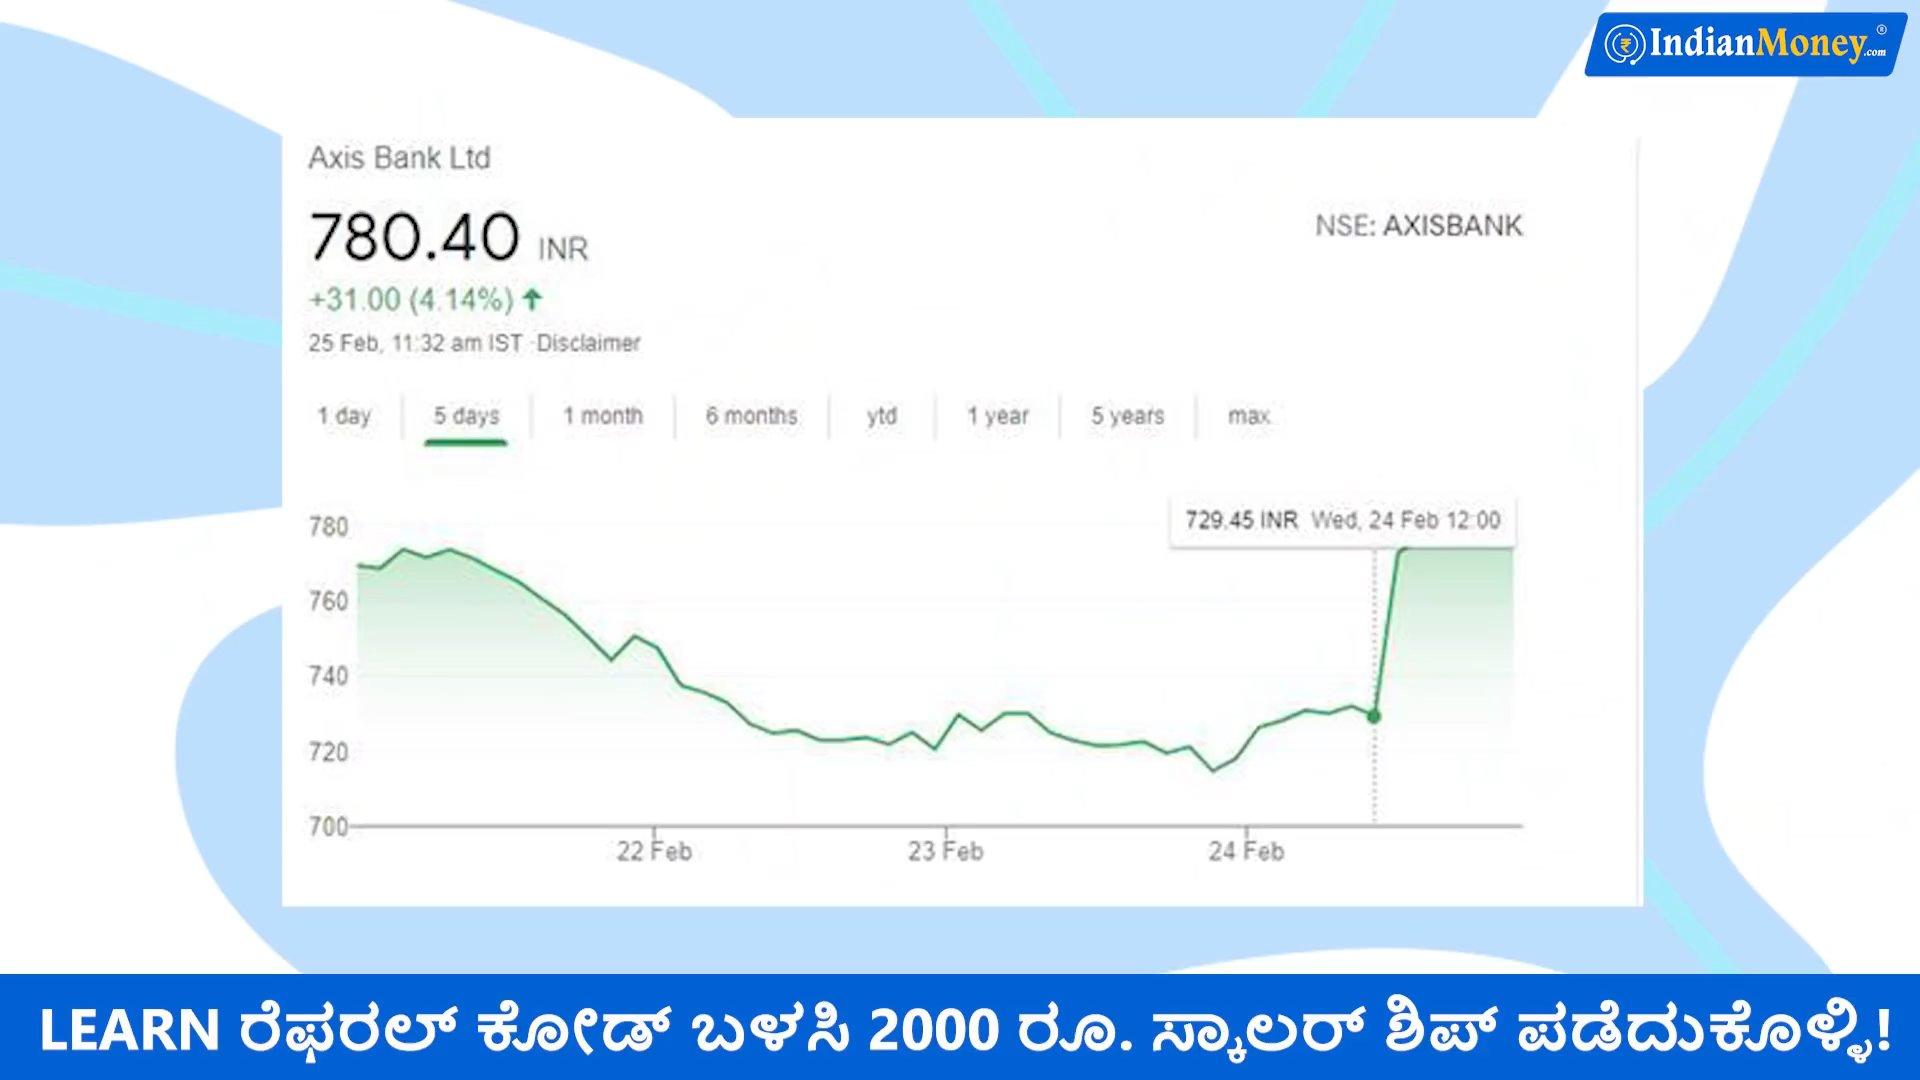 IndianMoney.com
Axis Bank Ltd
780.40 INR
NSE: AXISBANK
+31.00 (4.14%) ↑
25 Feb, 11:32 am IST · Disclaimer
1 day 5 days 1 month 6 months ytd 1 year 5 years max
729.45 INR Wed, 24 Feb 12:00
780
760
740
720
700
22 Feb 23 Feb 24 Feb
LEARN ರೆಫರಲ್ ಕೋಡ್ ಬಳಸಿ 2000 ರೂ. ಸ್ಕಾಲರ್ ಶಿಪ್ ಪಡೆದುಕೊಳ್ಳಿ!